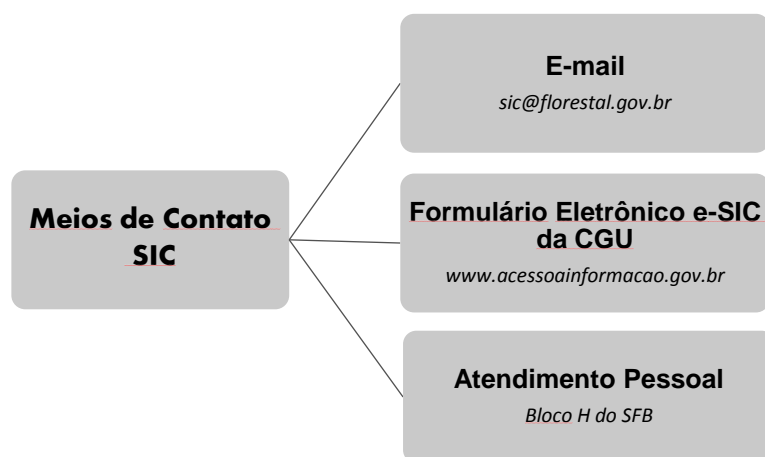 Meios de Contato
SIC
E-mail
sic@florestal.gov.br
Formulário Eletrônico e-SIC
da CGU
www.acessoainformacao.gov.br
Atendimento Pessoal
Bloco H do SFB